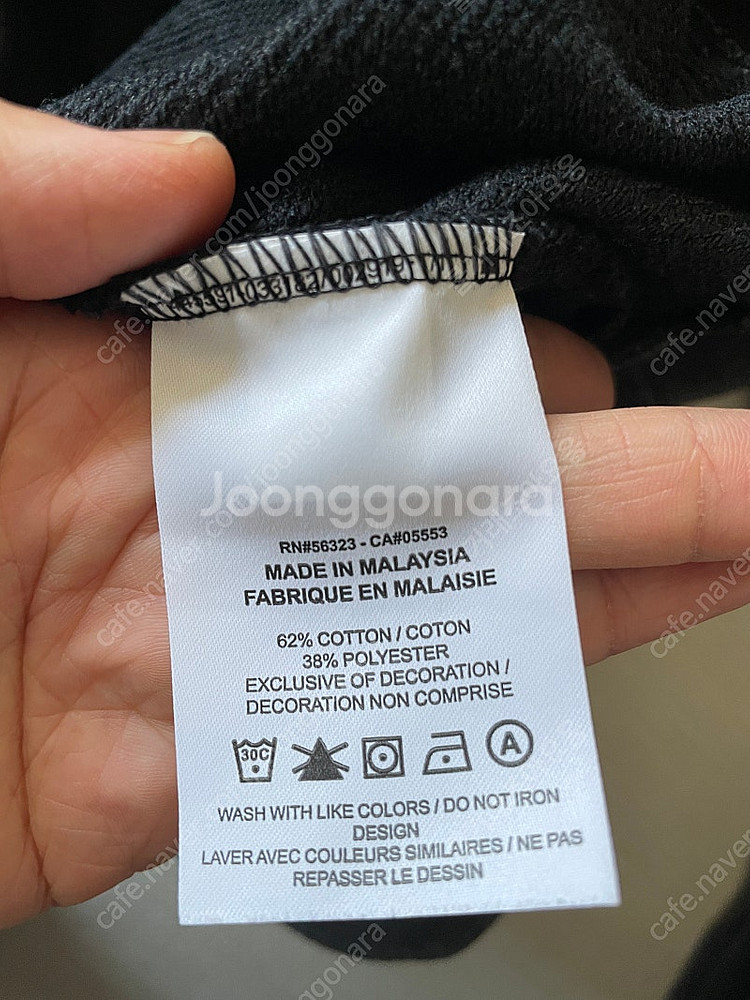 Joonggonara
RN#56323 - CA#05553
MADE IN MALAYSIA
FABRIQUE EN MALAISIE
62% COTTON / COTON
38% POLYESTER
EXCLUSIVE OF DECORATION /
DECORATION NON COMPRISE
30C
A
WASH WITH LIKE COLORS / DO NOT IRON
DESIGN
LAVER AVEC COULEURS SIMILAIRES / NE PAS
REPASSER LE DESSIN